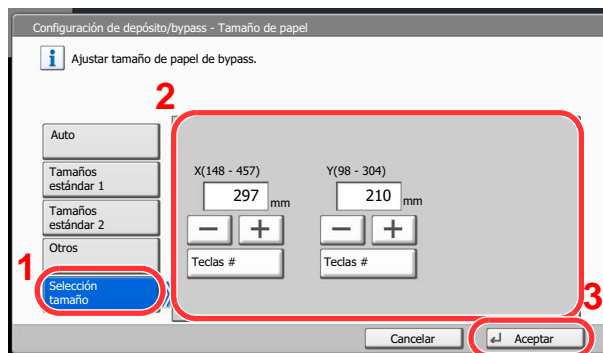 Configuración de depósito/bypass - Tamaño de papel
i Ajustar tamaño de papel de bypass.
2
Auto
Tamaños
estándar 1
Tamaños
estándar 2
Otros
1
Selección
tamaño
X(148 - 457)
297 mm
− +
Teclas #
Y(98 - 304)
210 mm
− +
Teclas #
3
Cancelar
Aceptar